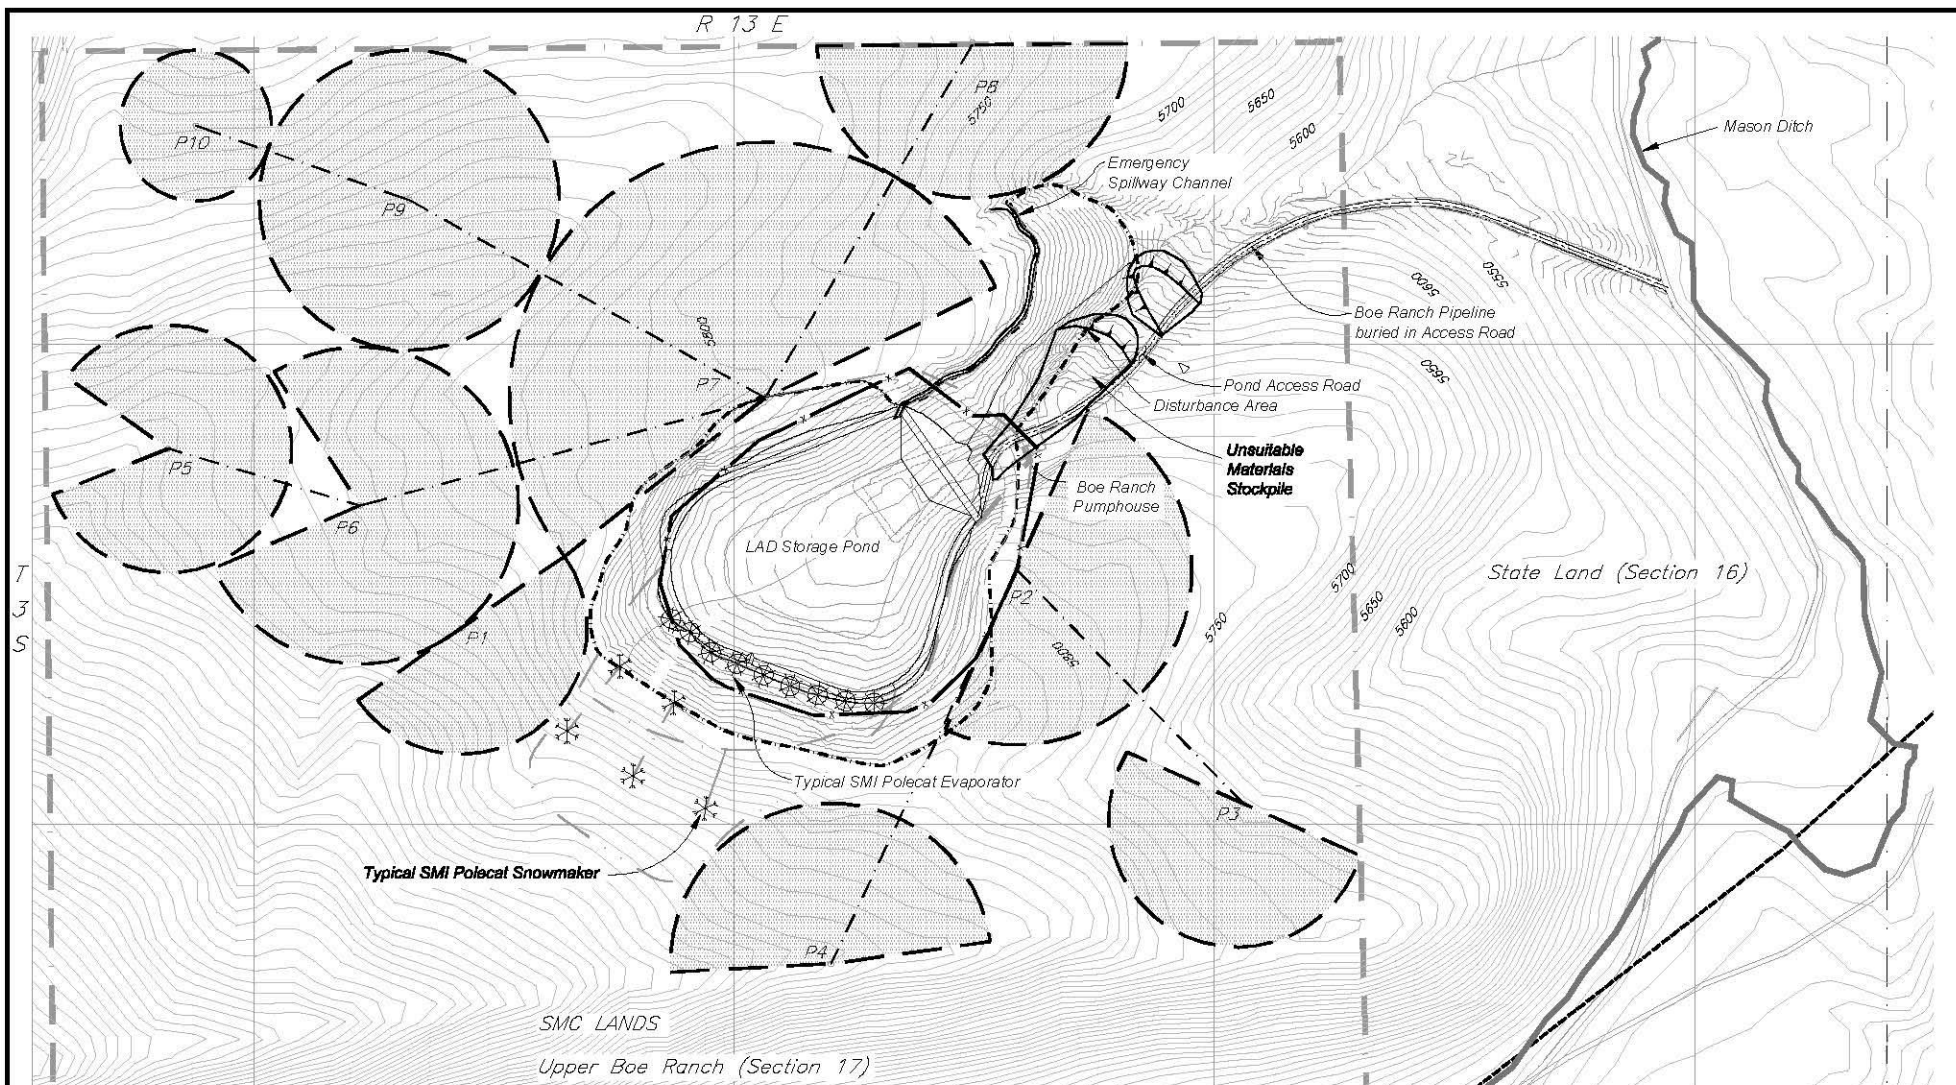 R 13 E
P8
5750
5700
5650
5600
Mason Ditch
P10
Emergency
Spillway Channel
P9
5600
5550
Boe Ranch Pipeline
buried in Access Road
5800
P7
5650
Pond Access Road
Disturbance Area
P5
Unsuitable
Materials
Stockpile
Boe Ranch
Pumphouse
P6
LAD Storage Pond
T
3
S
P2
5700
State Land (Section 16)
5650
5600
P1
5750
5800
Typical SMI Polecat Evaporator
P3
Typical SMI Polecat Snowmaker
P4
SMC LANDS
Upper Boe Ranch (Section 17)